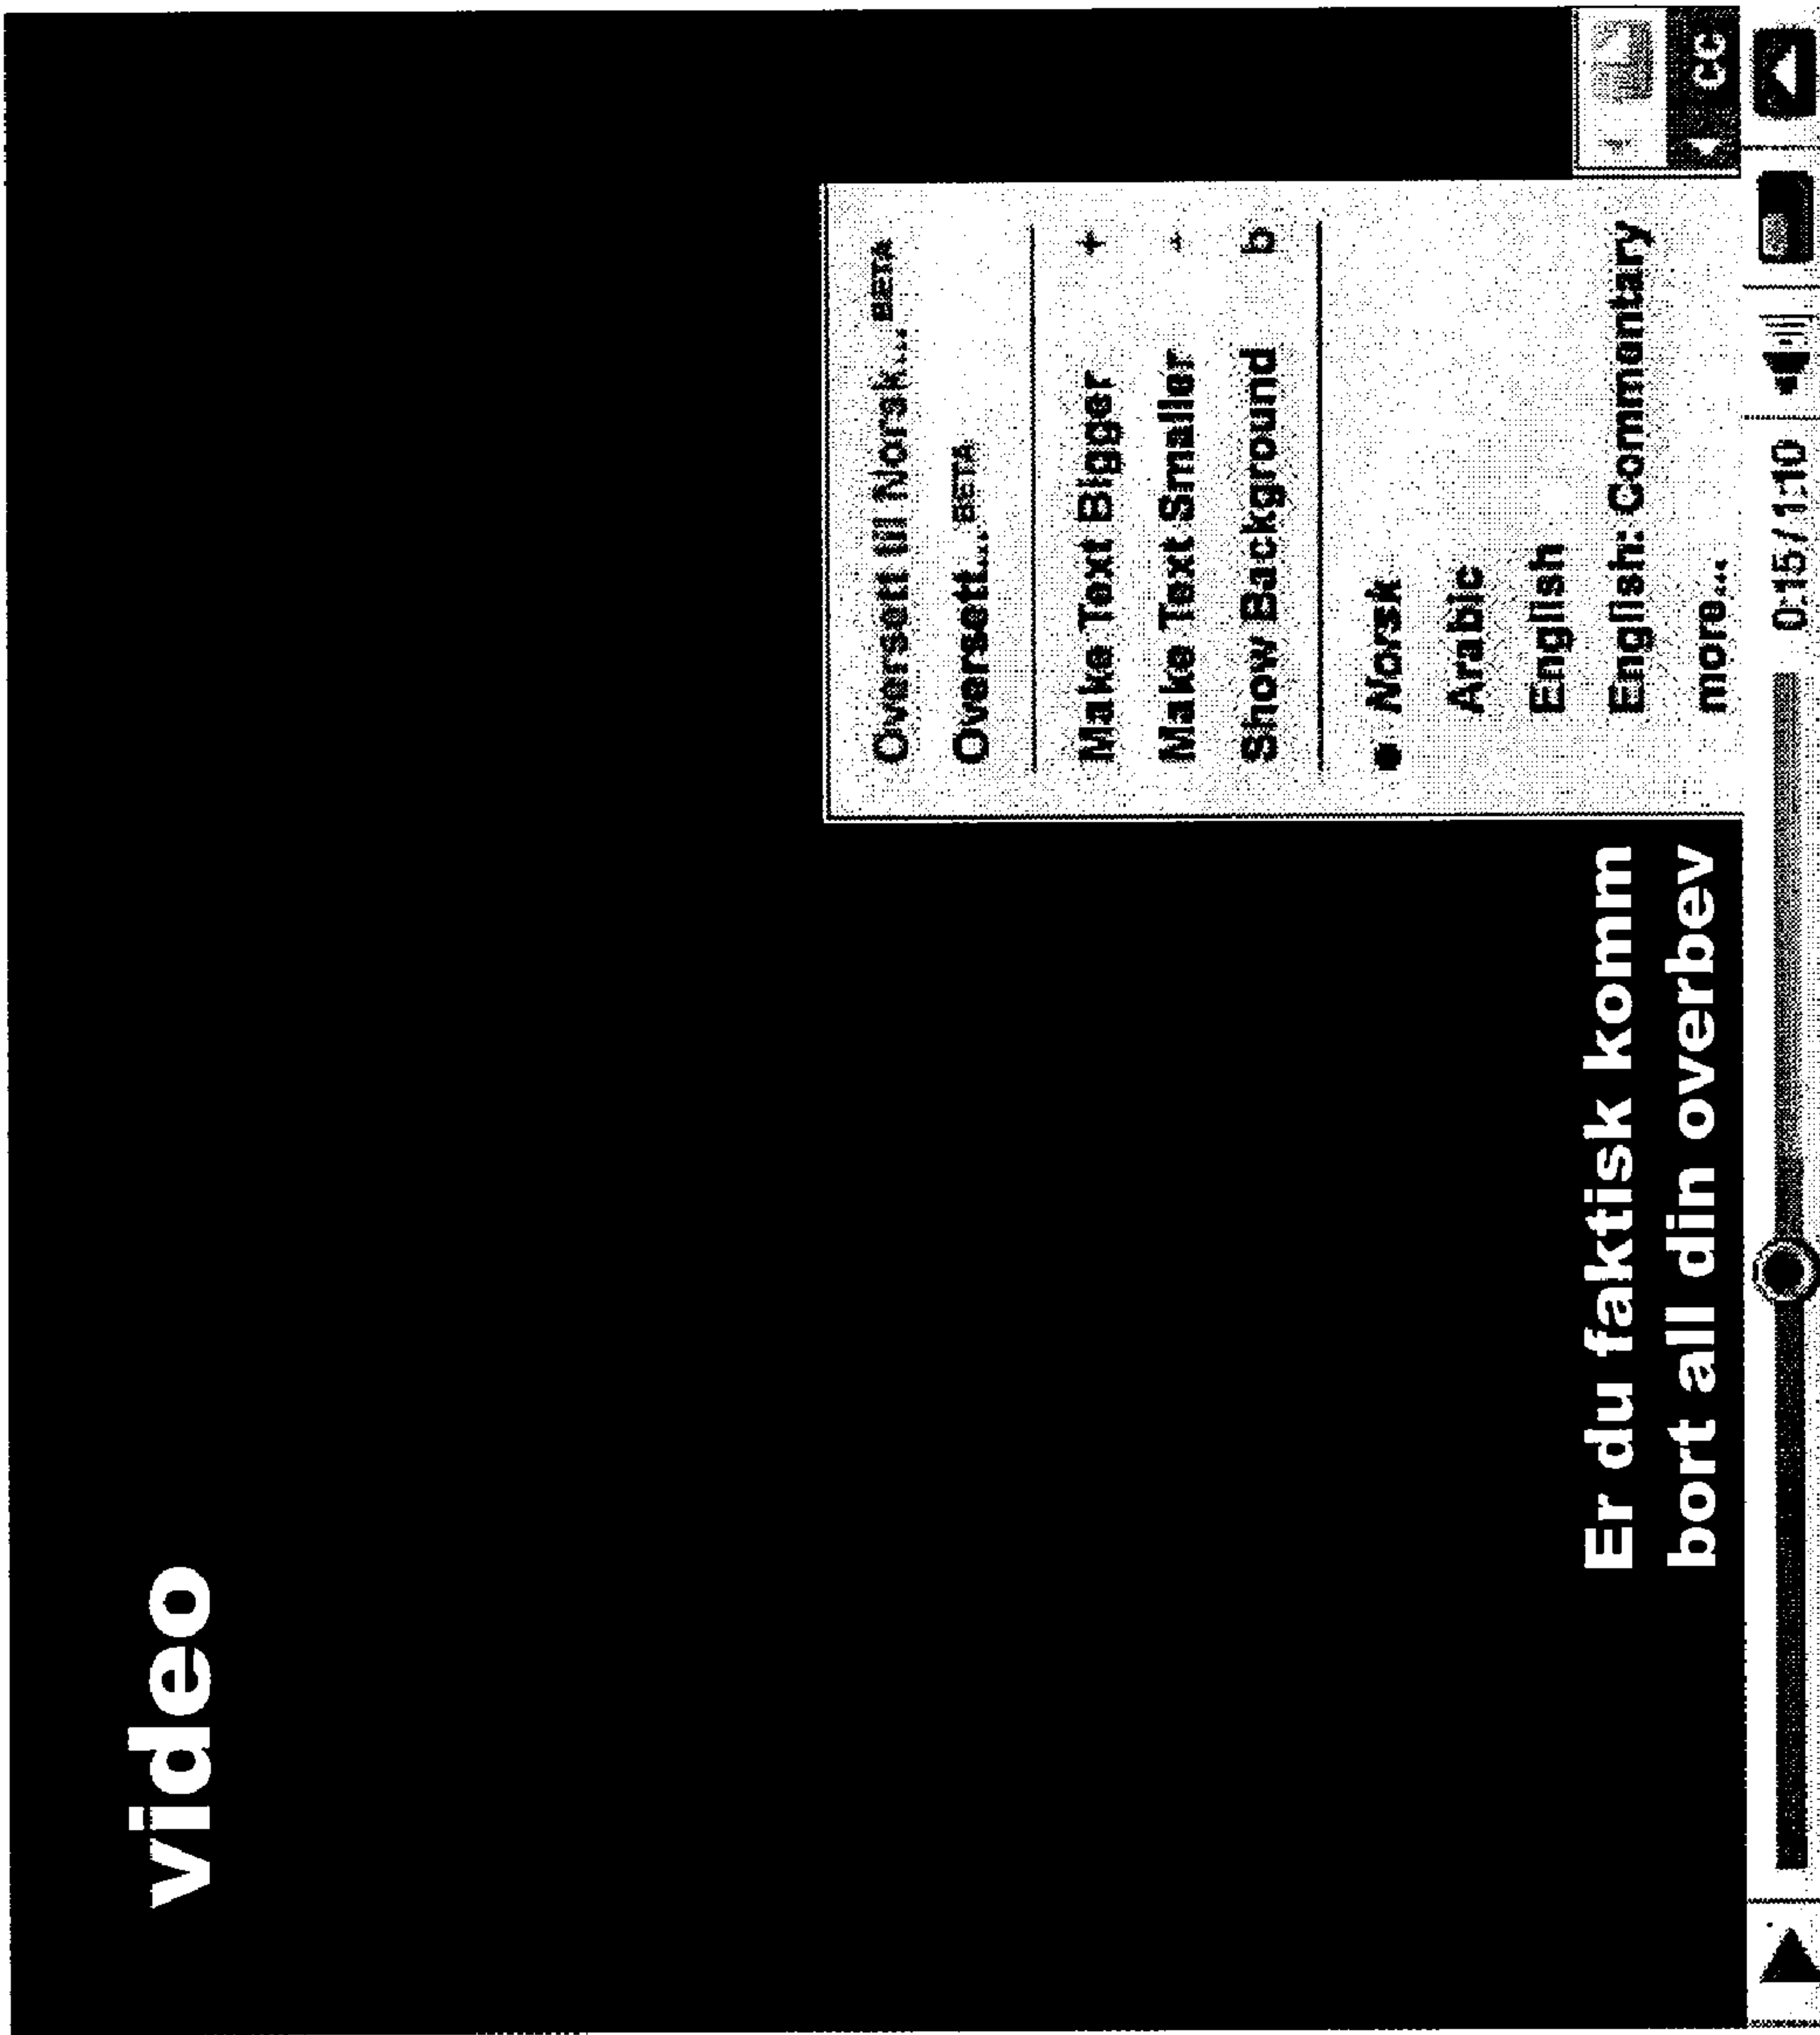 video
Oversett til Norsk... BETA
Oversett... BETA
Make Text Bigger +
Make Text Smaller -
Show Background b
Norsk
Arabic
English
English: Commentary
more...
Er du faktisk komm
bort all din overbev
CC
0:15 / 1:10